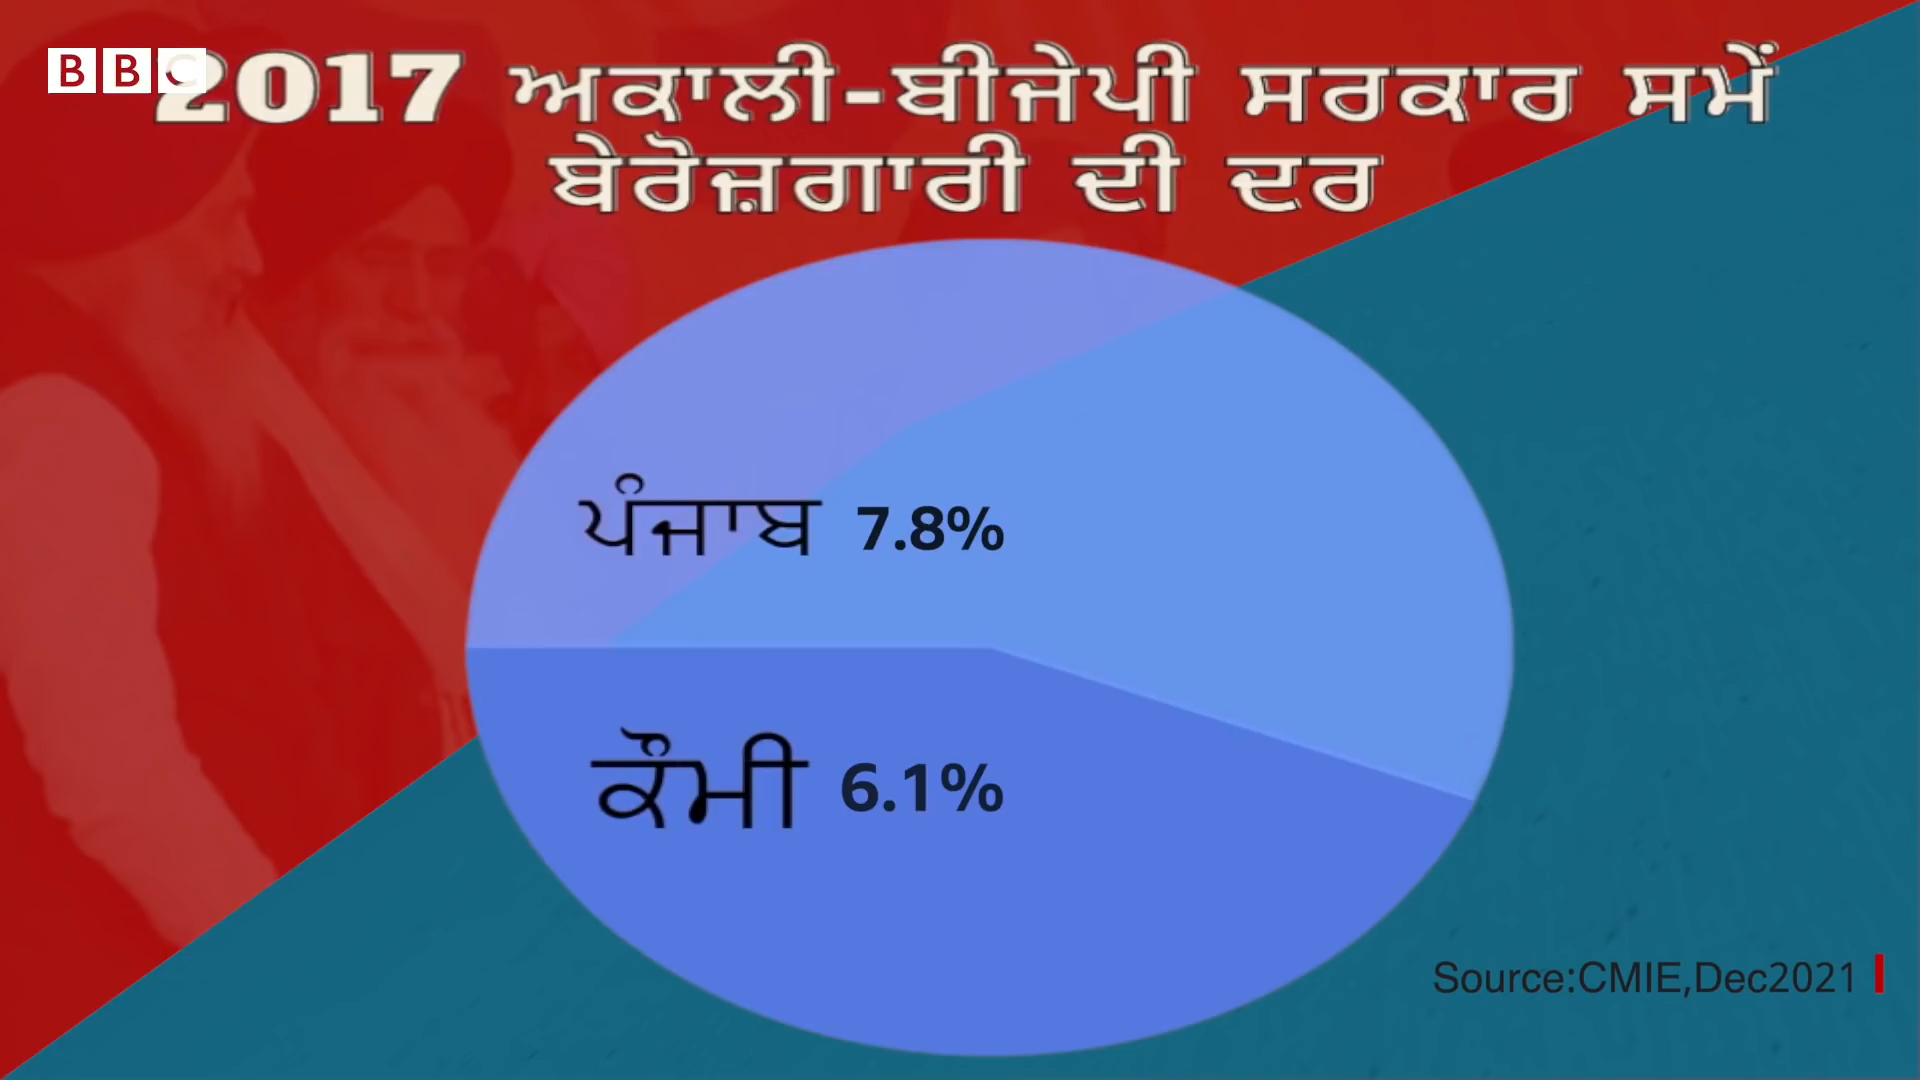 BBC
2017 ਅਕਾਲੀ-ਬੀਜੇਪੀ ਸਰਕਾਰ ਸਮੇਂ
ਬੇਰੋਜ਼ਗਾਰੀ ਦੀ ਦਰ
ਪੰਜਾਬ 7.8%
ਕੌਮੀ 6.1%
Source:CMIE,Dec2021